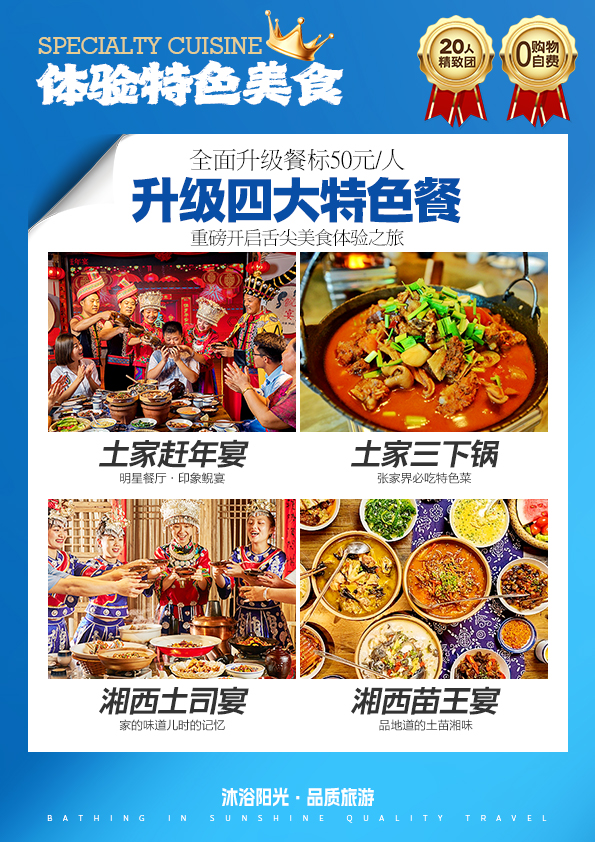 SPECIALTY CUISINE
体验特色美食
20人
精致团
0购物
自费
全面升级餐标50元/人
升级四大特色餐
重磅开启舌尖美食体验之旅
土家赶年宴
明星餐厅·印象鲵宴
土家三下锅
张家界必吃特色菜
湘西土司宴
家的味道儿时的记忆
湘西苗王宴
品地道的土苗湘味
沐浴阳光·品质旅游
BATHING IN SUNSHINE QUALITY TRAVEL